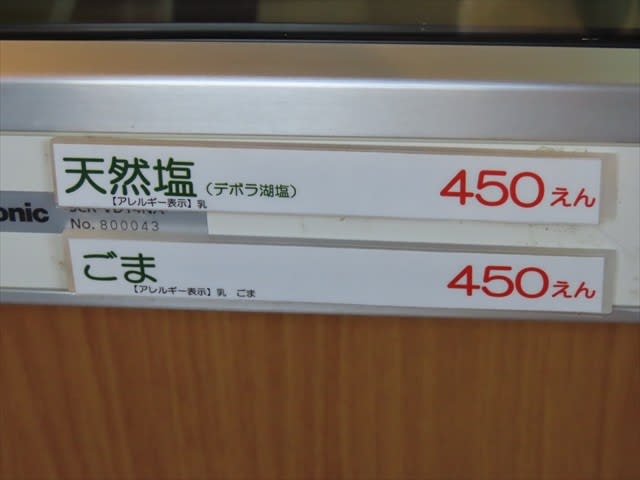 天然塩(デボラ湖塩) 450えん
【アレルギー表示】乳
onic
No. 800043
ごま 450えん
【アレルギー表示】乳 ごま